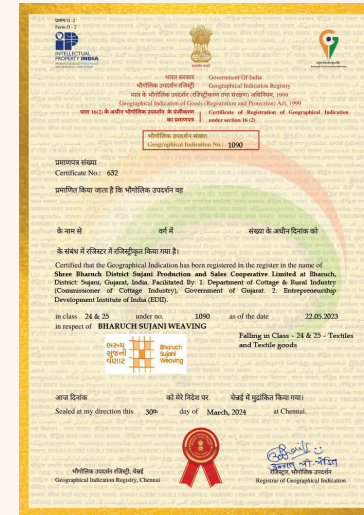 प्ररूप O - 2
Form O - 2
INTELLECTUAL
PROPERTY INDIA
भारत सरकार Government Of India
भौगोलिक उपदर्शन रजिस्ट्री Geographical Indication Registry
माल के भौगोलिक उपदर्शन (रजिस्ट्रीकरण तथा संरक्षण) अधिनियम, 1999
Geographical Indication of Goods (Registration and Protection) Act, 1999
धारा 16(2) के अधीन भौगोलिक उपदर्शन के पंजीकरण Certificate of Registration of Geographical Indication
का प्रमाणपत्र under section 16 (2)
भौगोलिक उपदर्शन संख्या
Geographical Indication No.: 1090
प्रमाणपत्र संख्या
Certificate No.: 632
प्रमाणित किया जाता है कि भौगोलिक उपदर्शन वह
के नाम से वर्ग में संख्या के अधीन दिनांक को
के संबंध में रजिस्टर में रजिस्ट्रीकृत किया गया है।
Certified that the Geographical Indication has been registered in the register in the name of
Shree Bharuch District Sujani Production and Sales Cooperative Limited at Bharuch,
District: Sujani, Gujarat, India. Facilitated By: 1. Department of Cottage & Rural Industry
(Commissioner of Cottage Industry), Government of Gujarat. 2. Entrepreneurship
Development Institute of India (EDII).
in class 24 & 25 under no. 1090 as of the date 22.05.2023
in respect of BHARUCH SUJANI WEAVING
Falling in Class – 24 & 25 – Textiles
and Textile goods
ભરુચ
સુજની
વણાટ
Bharuch
Sujani
Weaving
आज दिनांक को मेरे निदेश पर चेन्नई में मुद्रांकित किया गया।
Sealed at my direction this 30th day of March, 2024 at Chennai.
भौगोलिक उपदर्शन रजिस्ट्री, चेन्नई
Geographical Indication Registry, Chennai
रजिस्ट्रार, भौगोलिक उपदर्शन
Registrar of Geographical Indication